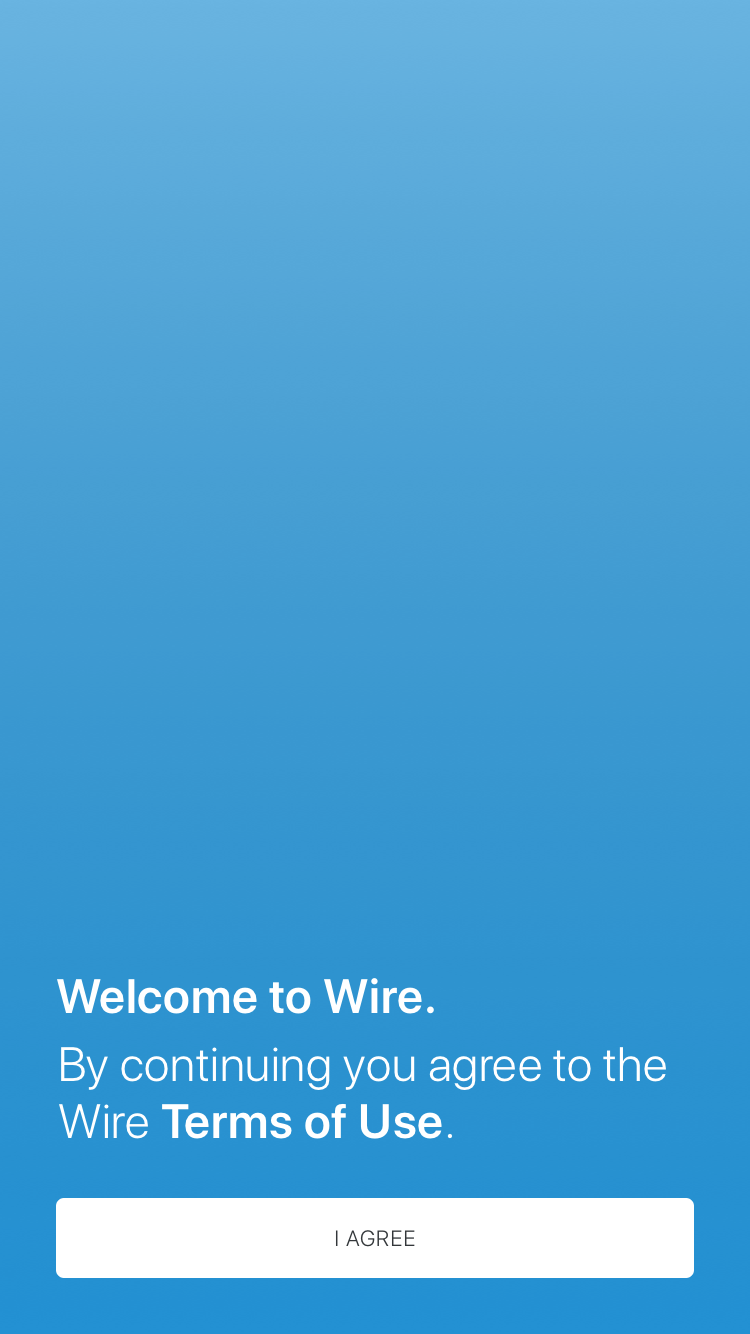 Welcome to Wire.
By continuing you agree to the
Wire Terms of Use.
I AGREE